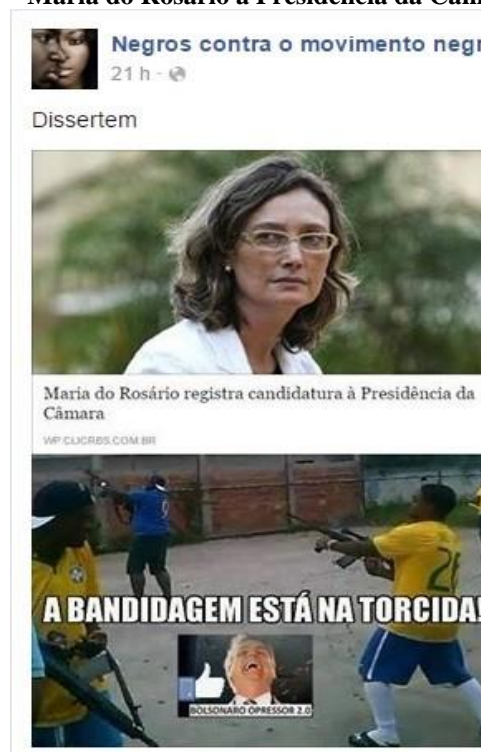 Maria do Rosário à Presidência da Câm
Negros contra o movimento negr
21 h
Dissertem
Maria do Rosário registra candidatura à Presidência da
Câmara
WP.CLICRBS.COM.BR
A BANDIDAGEM ESTÁ NA TORCIDA!
BOLSONARO OPRESSOR 2.0